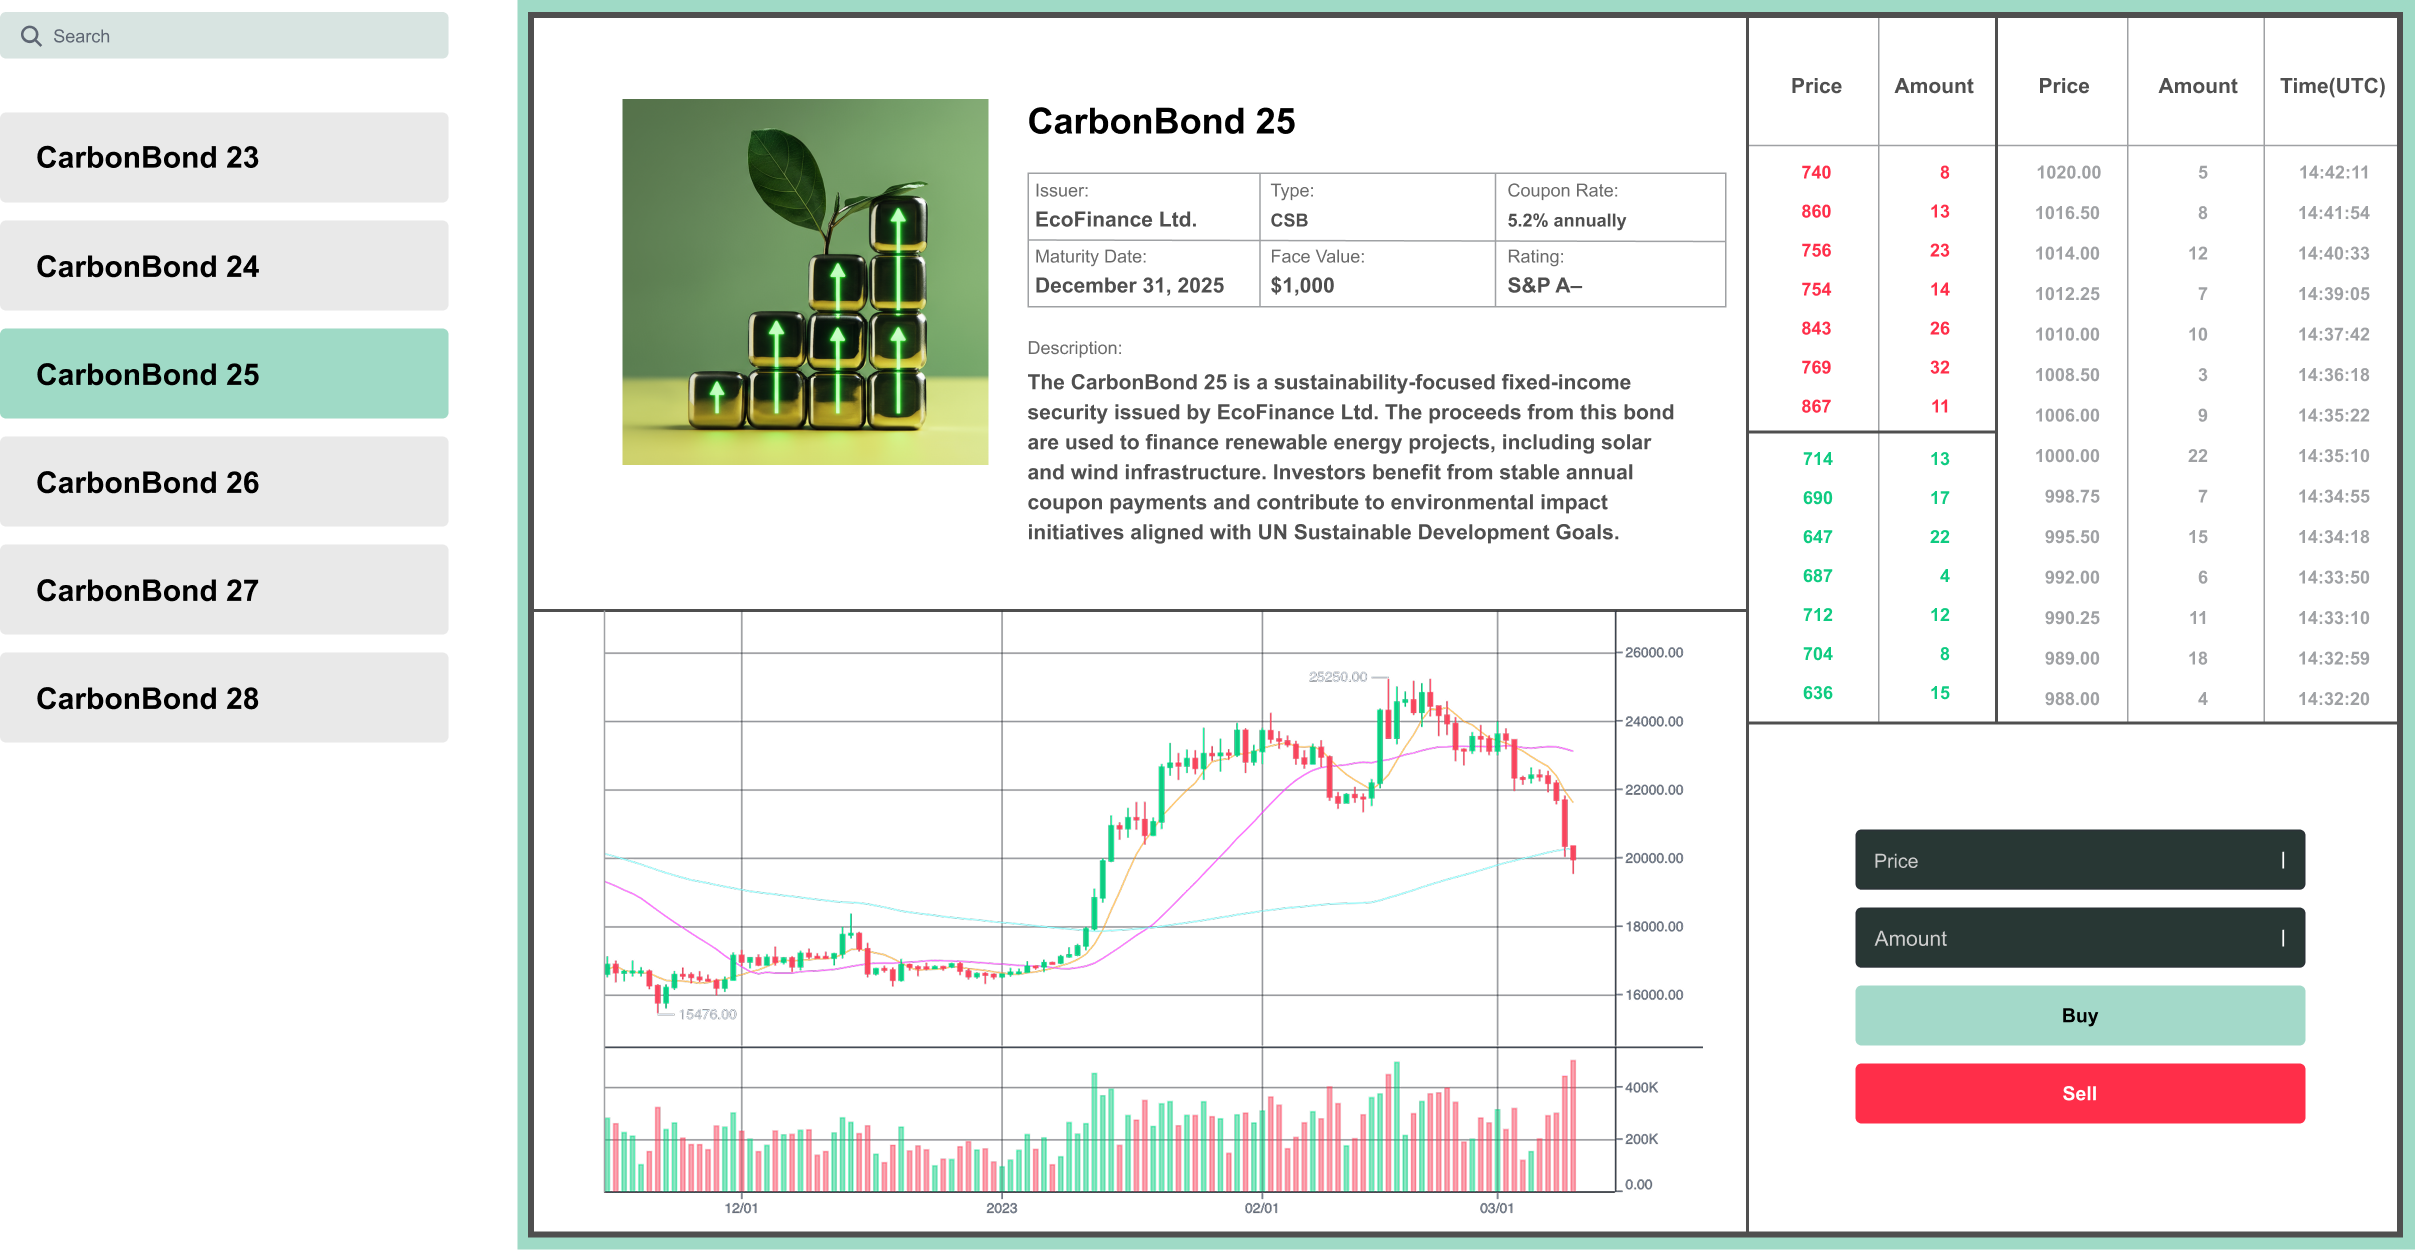 Search
CarbonBond 23
CarbonBond 24
CarbonBond 25
CarbonBond 26
CarbonBond 27
CarbonBond 28
CarbonBond 25
Issuer:
EcoFinance Ltd.
Type:
CSB
Coupon Rate:
5.2% annually
Maturity Date:
December 31, 2025
Face Value:
$1,000
Rating:
S&P A–
Description:
The CarbonBond 25 is a sustainability-focused fixed-income
security issued by EcoFinance Ltd. The proceeds from this bond
are used to finance renewable energy projects, including solar
and wind infrastructure. Investors benefit from stable annual
coupon payments and contribute to environmental impact
initiatives aligned with UN Sustainable Development Goals.
25250.00
15476.00
26000.00
24000.00
22000.00
20000.00
18000.00
16000.00
400K
200K
0.00
12/01 2023 02/01 03/01
Price Amount
740 8
860 13
756 23
754 14
843 26
769 32
867 11
714 13
690 17
647 22
687 4
712 12
704 8
636 15
Price Amount Time(UTC)
1020.00 5 14:42:11
1016.50 8 14:41:54
1014.00 12 14:40:33
1012.25 7 14:39:05
1010.00 10 14:37:42
1008.50 3 14:36:18
1006.00 9 14:35:22
1000.00 22 14:35:10
998.75 7 14:34:55
995.50 15 14:34:18
992.00 6 14:33:50
990.25 11 14:33:10
989.00 18 14:32:59
988.00 4 14:32:20
Price
Amount
Buy
Sell